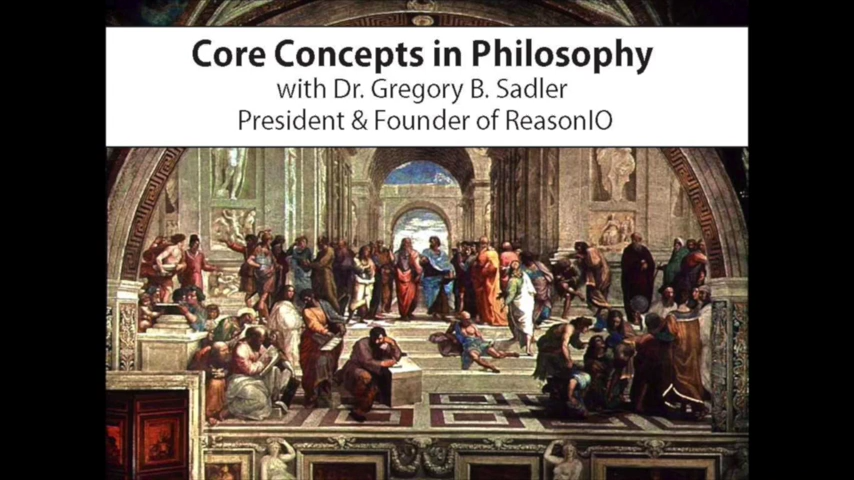 Core Concepts in Philosophy
with Dr. Gregory B. Sadler
President & Founder of ReasonIO